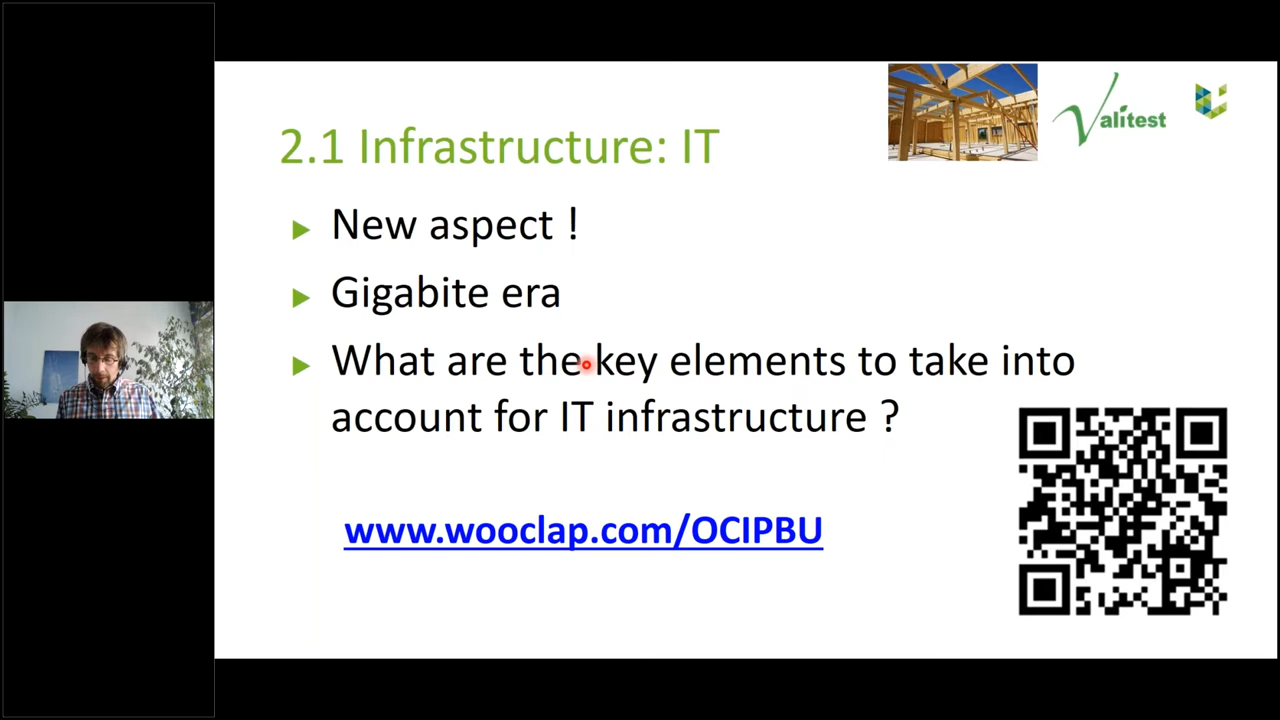 Valitest
2.1 Infrastructure: IT
New aspect !
Gigabite era
What are the key elements to take into
account for IT infrastructure ?
www.wooclap.com/OCIPBU